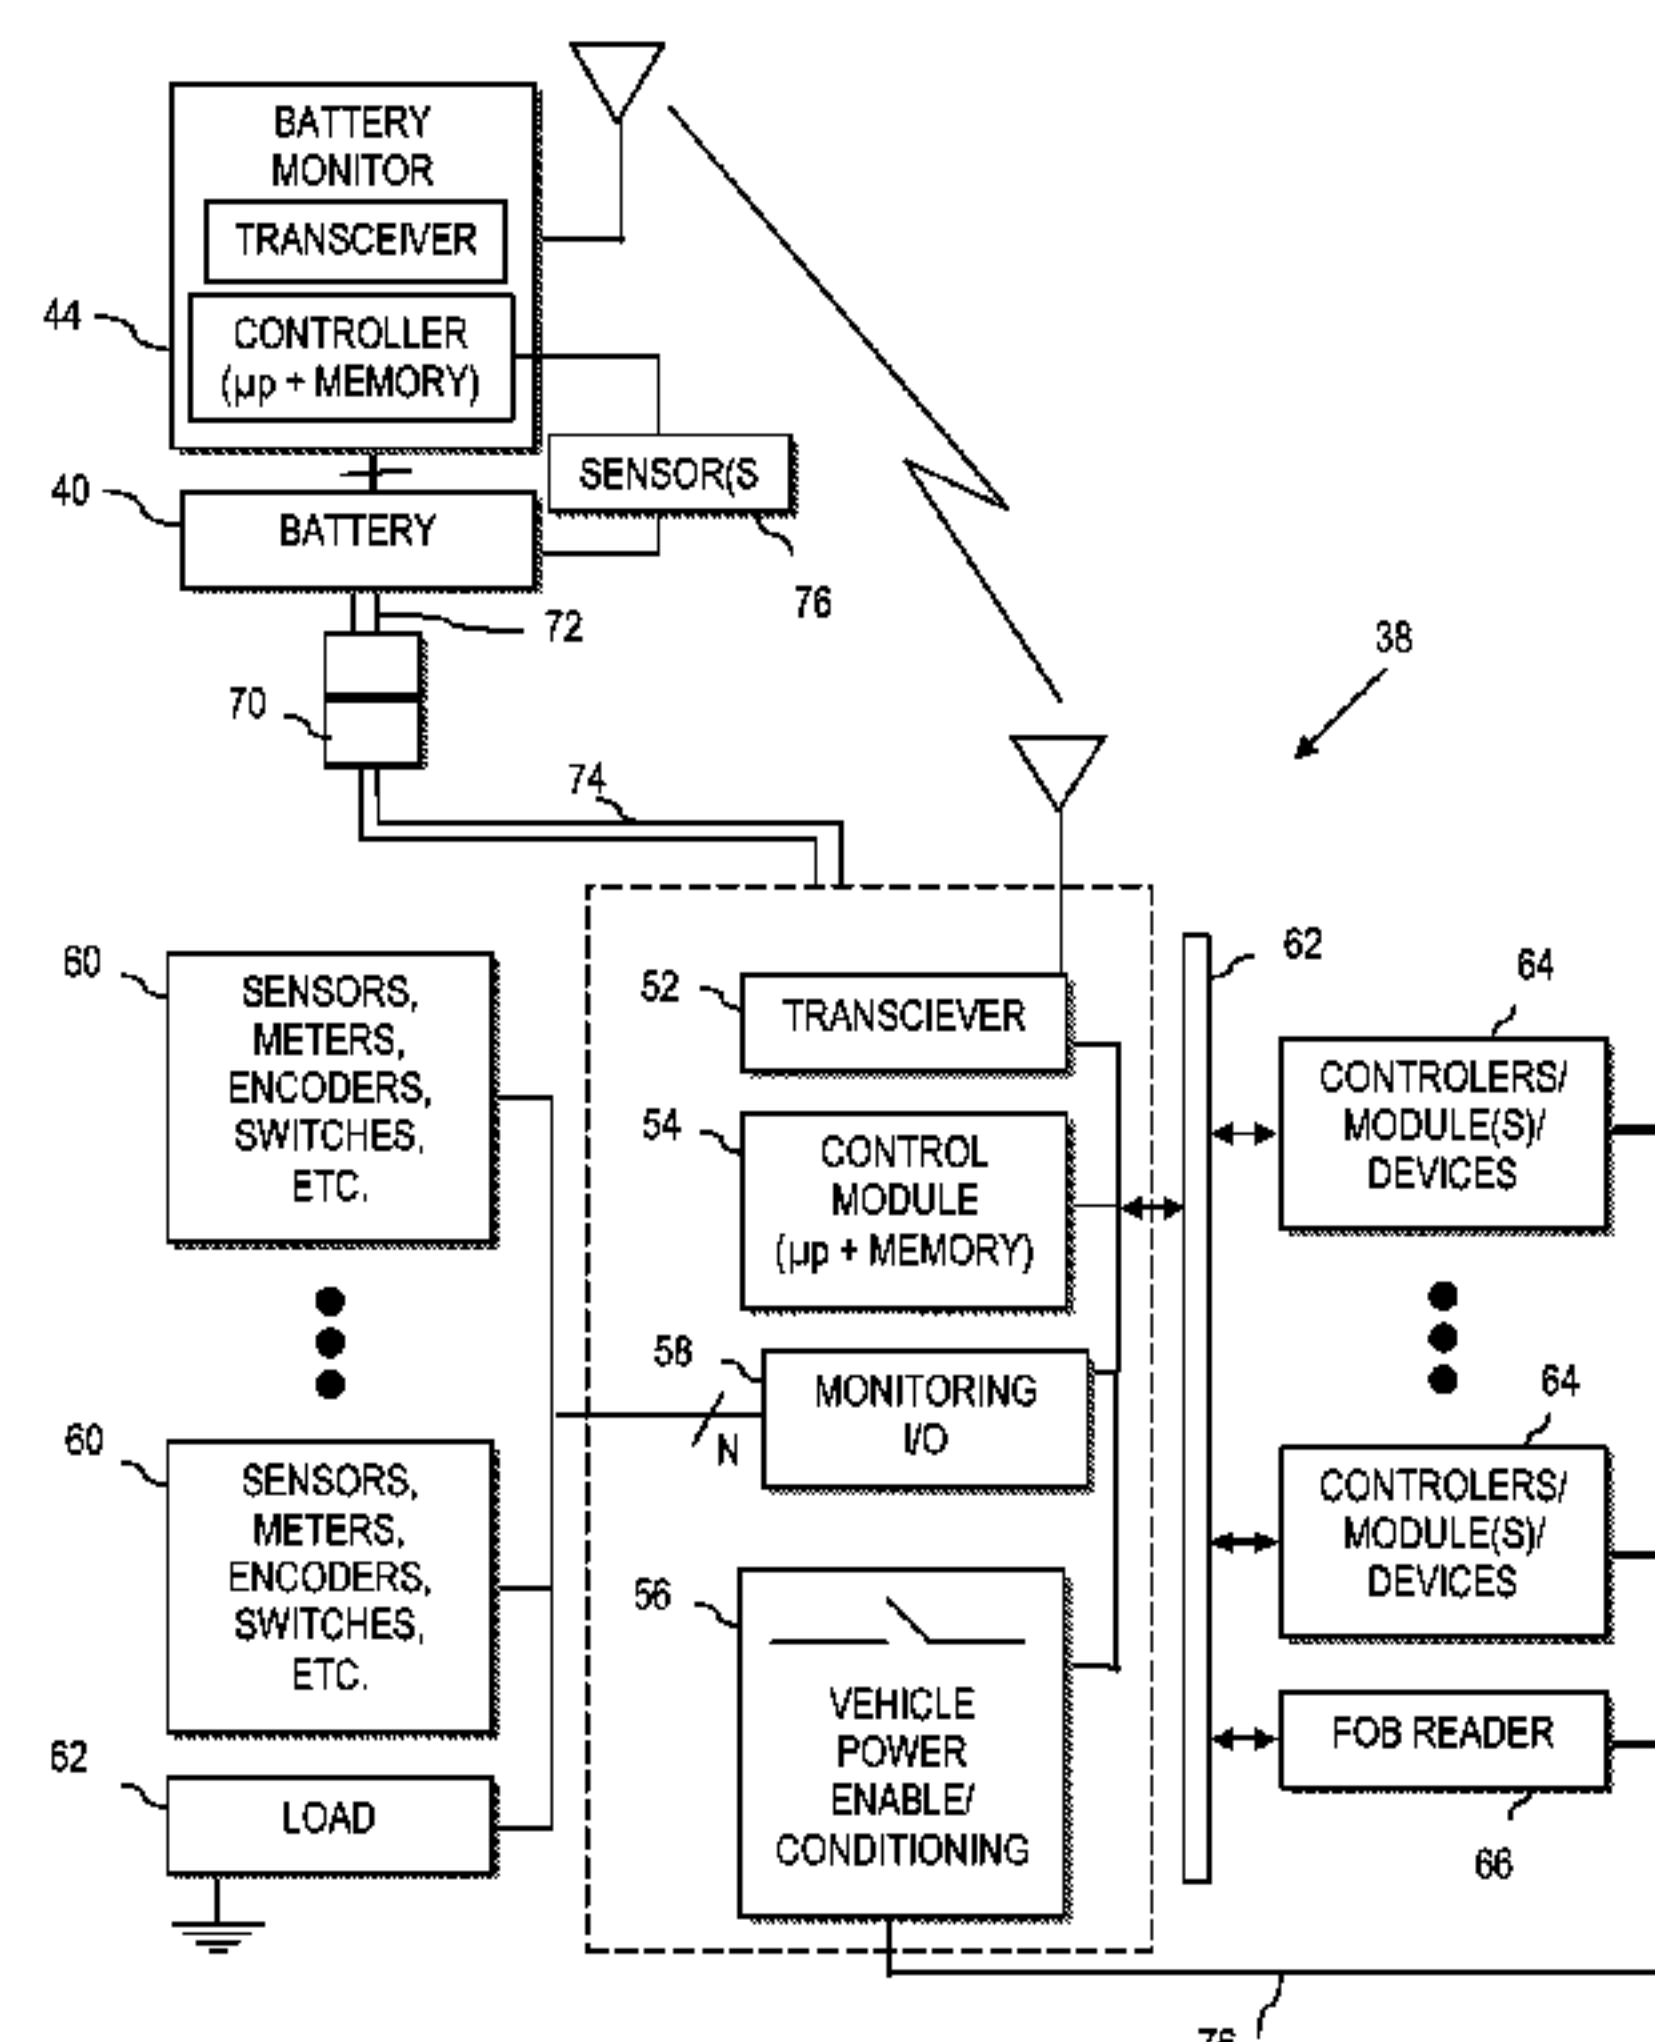 BATTERY
MONITOR
TRANSCEIVER
44
CONTROLLER
(µp + MEMORY)
SENSOR(S
40
BATTERY
76
72
38
70
74
60
SENSORS,
METERS,
ENCODERS,
SWITCHES,
ETC.
52
TRANSCIEVER
62
64
CONTROLERS/
MODULE(S)/
DEVICES
54
CONTROL
MODULE
(µp + MEMORY)
58
MONITORING
I/O
N
64
CONTROLERS/
MODULE(S)/
DEVICES
60
SENSORS,
METERS,
ENCODERS,
SWITCHES,
ETC.
56
VEHICLE
POWER
ENABLE/
CONDITIONING
FOB READER
66
62
LOAD